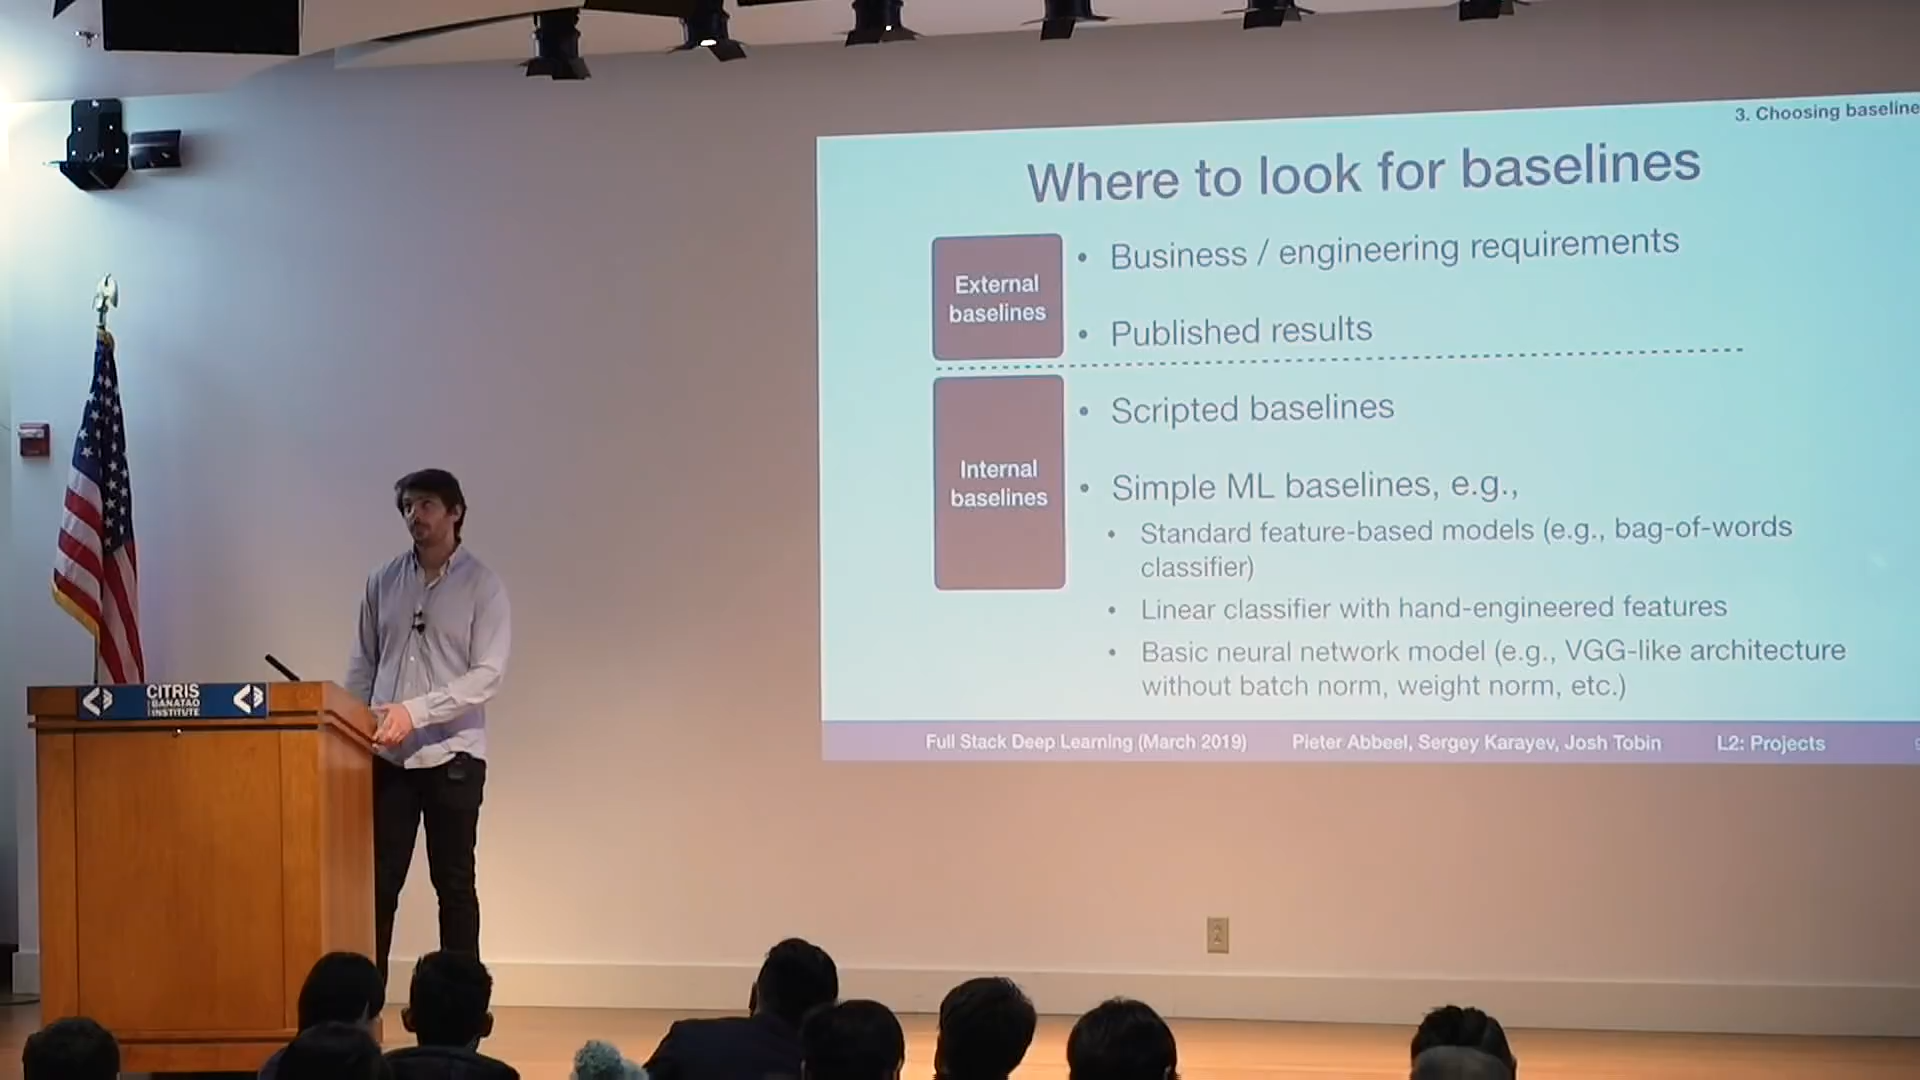 3. Choosing baseline
Where to look for baselines
External
baselines
• Business / engineering requirements
• Published results
Internal
baselines
• Scripted baselines
• Simple ML baselines, e.g.,
• Standard feature-based models (e.g., bag-of-words
classifier)
• Linear classifier with hand-engineered features
• Basic neural network model (e.g., VGG-like architecture
without batch norm, weight norm, etc.)
Full Stack Deep Learning (March 2019) Pieter Abbeel, Sergey Karayev, Josh Tobin L2: Projects
CITRIS
BANATAO
INSTITUTE